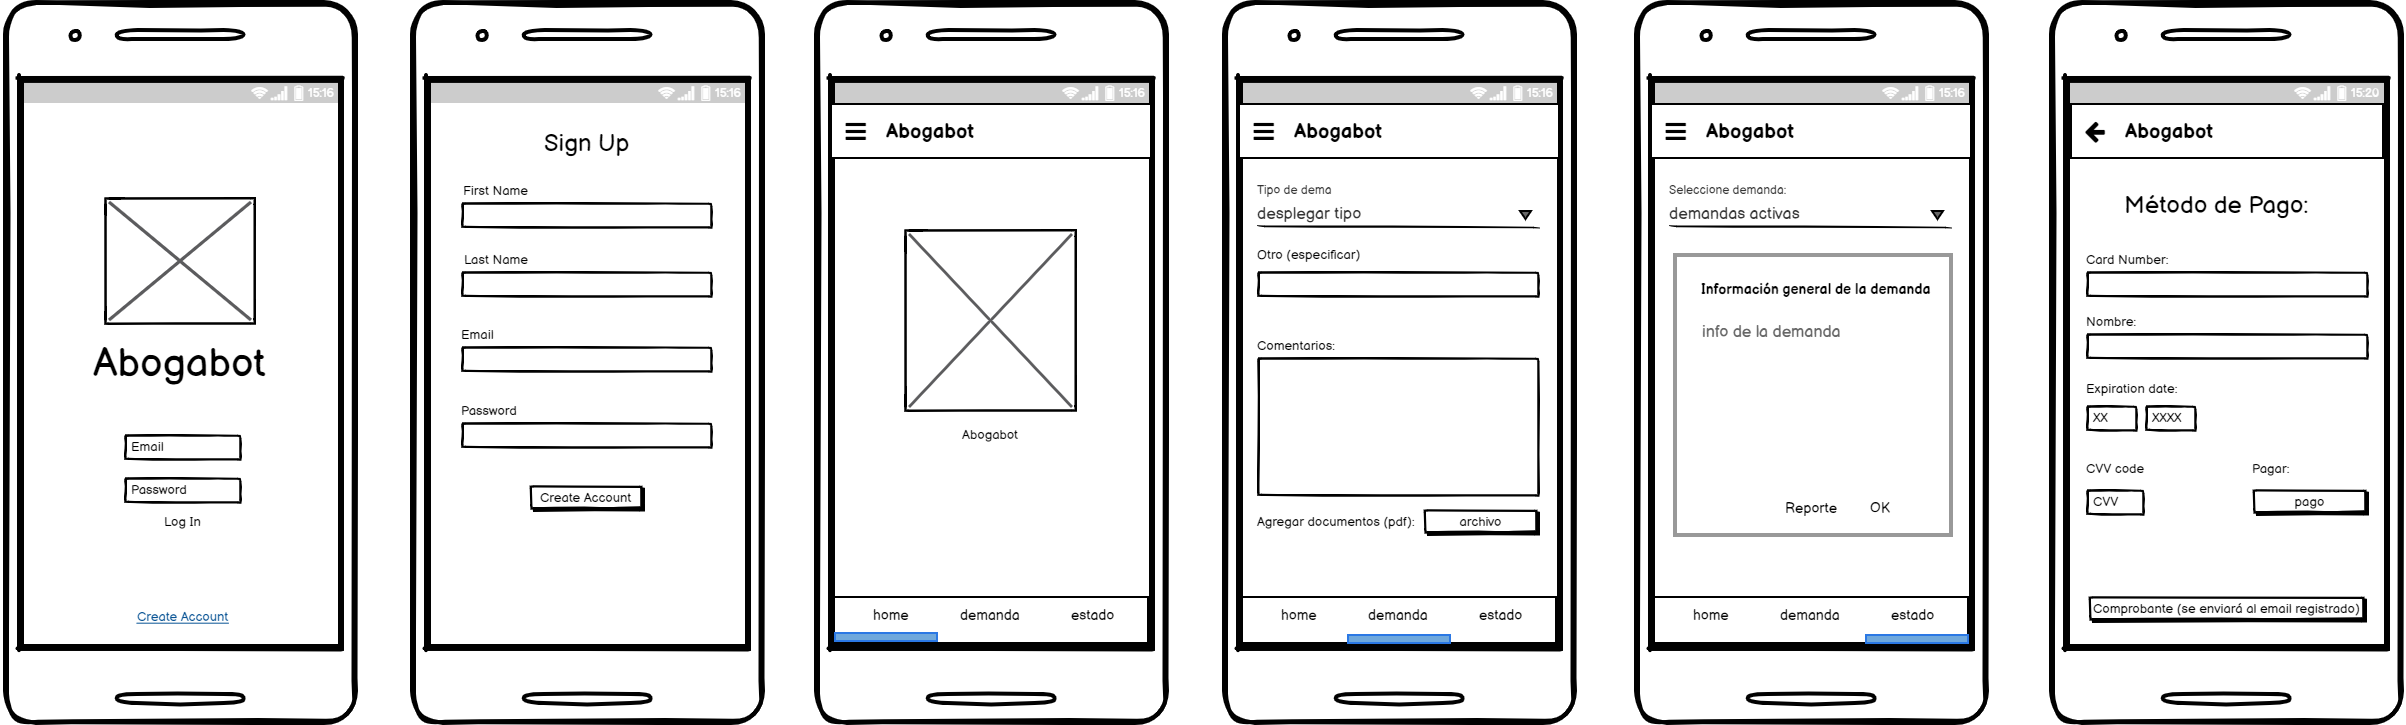 15:16
Abogabot
Email
Password
Log In
Create Account
15:16
Sign Up
First Name
Last Name
Email
Password
Create Account
15:16
Abogabot
Abogabot
home demanda estado
15:16
Abogabot
Tipo de dema
desplegar tipo
Otro (especificar)
Comentarios:
Agregar documentos (pdf): archivo
home demanda estado
15:16
Abogabot
Seleccione demanda:
demandas activas
Información general de la demanda
info de la demanda
Reporte OK
home demanda estado
15:20
Abogabot
Método de Pago:
Card Number:
Nombre:
Expiration date:
XX XXXX
CVV code Pagar:
CVV pago
Comprobante (se enviará al email registrado)